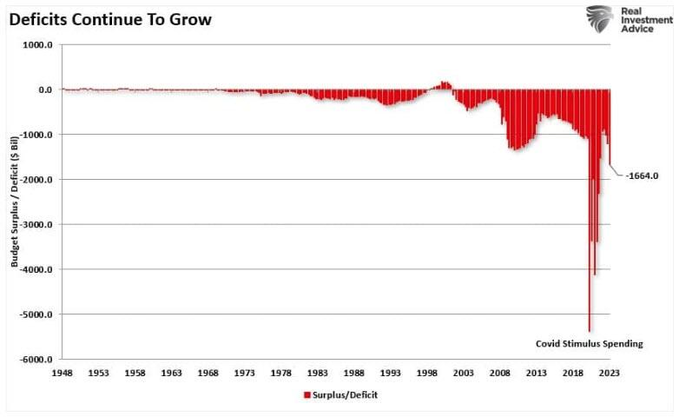 Deficits Continue To Grow
Real
Investment
Advice
Budget Surplus / Deficit ($ Bil)
1000.0
0.0
-1000.0
-2000.0
-3000.0
-4000.0
-5000.0
-6000.0
-1664.0
Covid Stimulus Spending
1948 1953 1958 1963 1968 1973 1978 1983 1988 1993 1998 2003 2008 2013 2018 2023
Surplus/Deficit